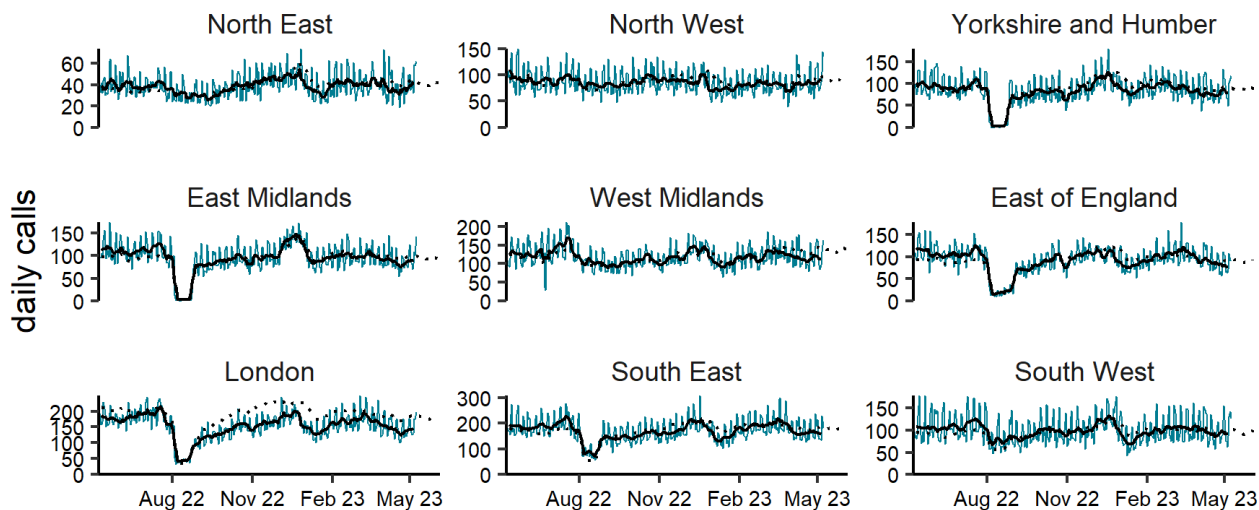 North East
North West
Yorkshire and Humber
60
40
20
0
150
100
50
0
150
100
50
0
daily calls
East Midlands
West Midlands
East of England
150
100
50
0
200
150
100
50
0
150
100
50
0
London
South East
South West
200
150
100
50
0
300
200
100
0
150
100
50
0
Aug 22 Nov 22 Feb 23 May 23
Aug 22 Nov 22 Feb 23 May 23
Aug 22 Nov 22 Feb 23 May 23